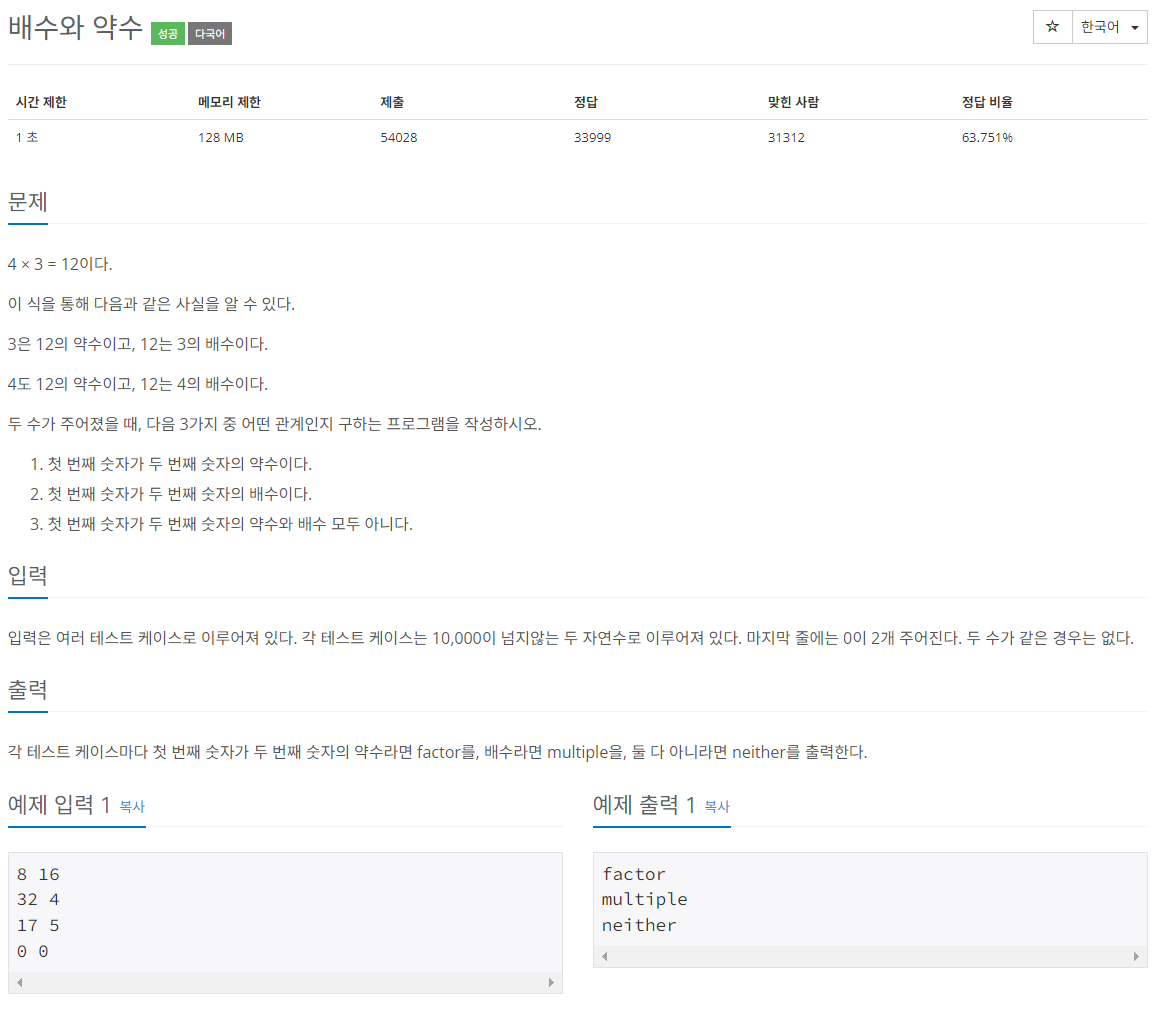 배수와 약수 성공 다국어
☆ 한국어
시간 제한 메모리 제한 제출 정답 맞힌 사람 정답 비율
1 초 128 MB 54028 33999 31312 63.751%
문제
4 × 3 = 12이다.
이 식을 통해 다음과 같은 사실을 알 수 있다.
3은 12의 약수이고, 12는 3의 배수이다.
4도 12의 약수이고, 12는 4의 배수이다.
두 수가 주어졌을 때, 다음 3가지 중 어떤 관계인지 구하는 프로그램을 작성하시오.
1. 첫 번째 숫자가 두 번째 숫자의 약수이다.
2. 첫 번째 숫자가 두 번째 숫자의 배수이다.
3. 첫 번째 숫자가 두 번째 숫자의 약수와 배수 모두 아니다.
입력
입력은 여러 테스트 케이스로 이루어져 있다. 각 테스트 케이스는 10,000이 넘지않는 두 자연수로 이루어져 있다. 마지막 줄에는 0이 2개 주어진다. 두 수가 같은 경우는 없다.
출력
각 테스트 케이스마다 첫 번째 숫자가 두 번째 숫자의 약수라면 factor를, 배수라면 multiple을, 둘 다 아니라면 neither를 출력한다.
예제 입력 1 복사
8 16
32 4
17 5
0 0
예제 출력 1 복사
factor
multiple
neither